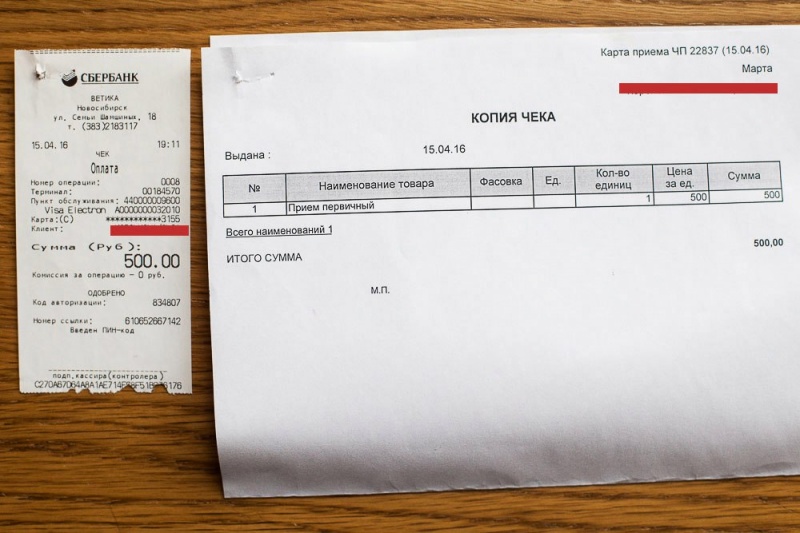 СБЕРБАНК
ВЕТИКА
Новосибирск
ул. Семьи Шамшиных, 18
т. (383)2183117
15.04.16 19:11
ЧЕК
Оплата
Номер операции: 0008
Терминал: 00184570
Пункт обслуживания: 440000009600
Visa Electron A0000000032010
Карта:(C) ************3155
Клиент:
Сумма (Руб):
500.00
Комиссия за операцию - 0 руб.
ОДОБРЕНО
Код авторизации: 834807
Номер ссылки: 610652667142
Введен ПИН-код
подп.кассира(контролера)
Карта приема ЧП 22837 (15.04.16)
Марта
КОПИЯ ЧЕКА
Выдана : 15.04.16
№ Наименование товара Фасовка Ед. Кол-во единиц Цена за ед. Сумма
1 Прием первичный 1 500 500
Всего наименований 1
500,00
ИТОГО СУММА
М.П.